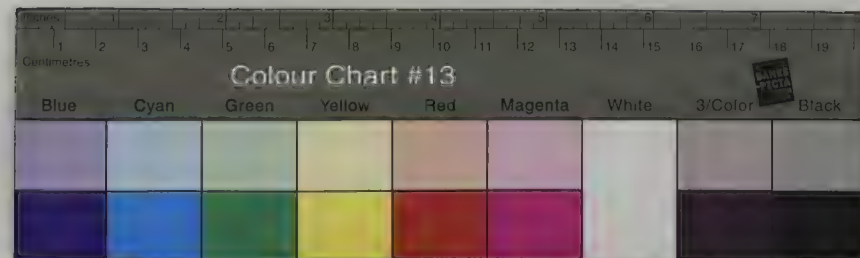 Inches 1 2 3 4 5 6 7
1 2 3 4 5 6 7 8 9 10 11 12 13 14 15 16 17 18 19
Centimetres
Colour Chart #13
Blue Cyan Green Yellow Red Magenta White 3/Color Black